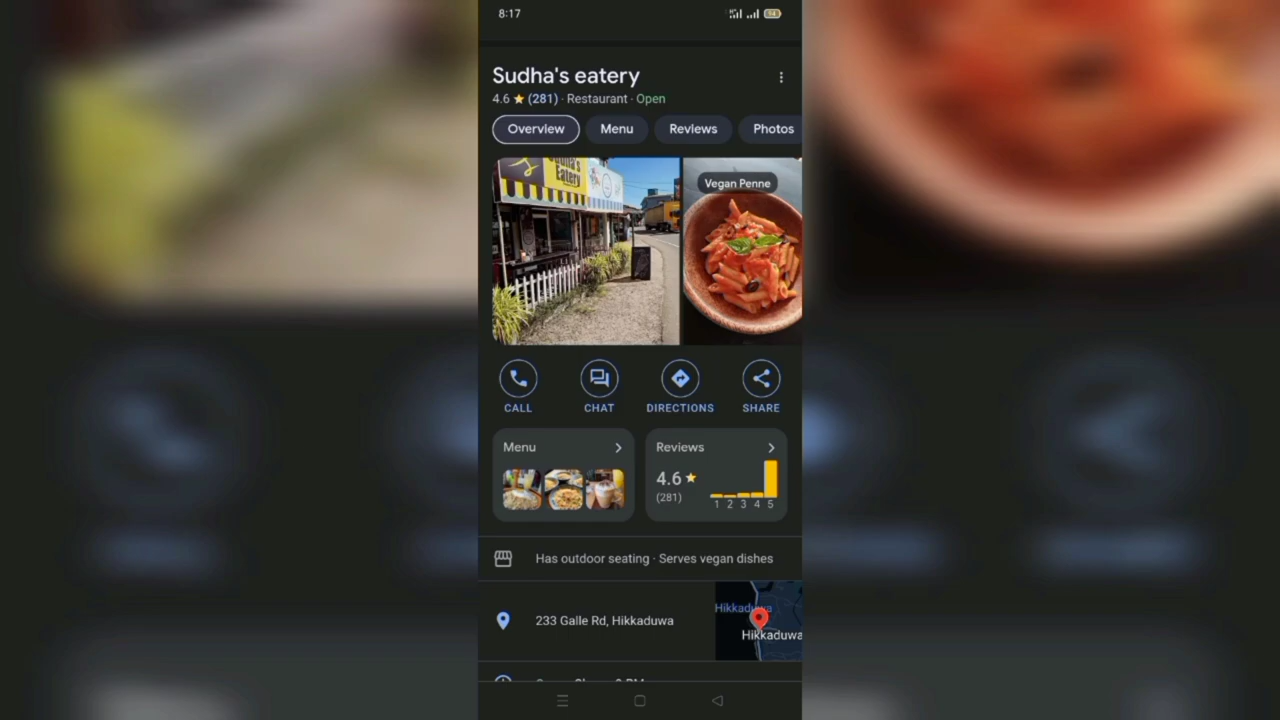 8:17
94
Sudha's eatery
4.6 ★ (281) · Restaurant · Open
Overview
Menu
Reviews
Photos
Eatery
Vegan Penne
CALL
CHAT
DIRECTIONS
SHARE
Menu
Reviews
4.6 ★
(281)
1 2 3 4 5
Has outdoor seating · Serves vegan dishes
233 Galle Rd, Hikkaduwa
Hikkaduwa
Hikkaduwa